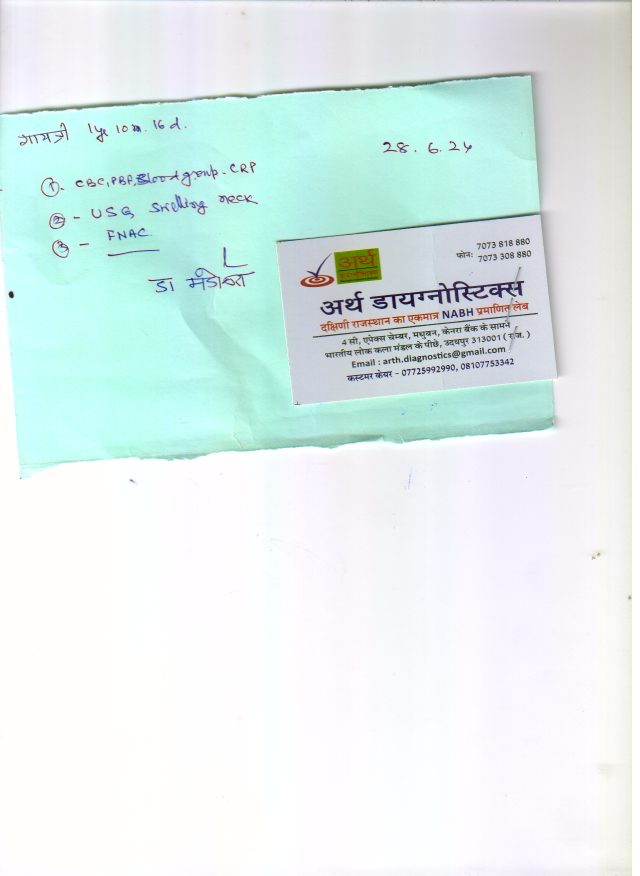 गायत्री 1yr 10m. 16d.
28. 6. 24
① - CBC, PBF, Blood group - CRP
② - USG, Swelling neck
③ - FNAC.
डा
फोनः 7073 818 880
7073 308 880
अर्थ
अर्थ डायग्नोस्टिक्स
दक्षिणी राजस्थान का एकमात्र NABH प्रमाणित लेब
4 सी, एपेक्स चेम्बर, मधुबन, केनरा बैंक के सामने
भारतीय लोक कला मंडल के पीछे, उदयपुर 313001 ( राज. )
Email : arth.diagnostics@gmail.com
कस्टमर केयर - 07725992990, 08107753342